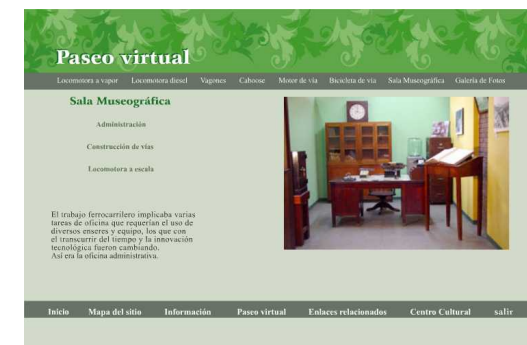 Paseo virtual
Locomotora a vapor Locomotora diesel Vagones Caboose Motor de vía Bicicleta de vía Sala Museográfica Galería de Fotos
Sala Museográfica
Administración
Construcción de vías
Locomotora a escala
El trabajo ferrocarrilero implicaba varias
tareas de oficina que requerían el uso de
diversos enseres y equipo, los que con
el transcurrir del tiempo y la innovación
tecnológica fueron cambiando.
Así era la oficina administrativa.
Inicio Mapa del sitio Información Paseo virtual Enlaces relacionados Centro Cultural salir